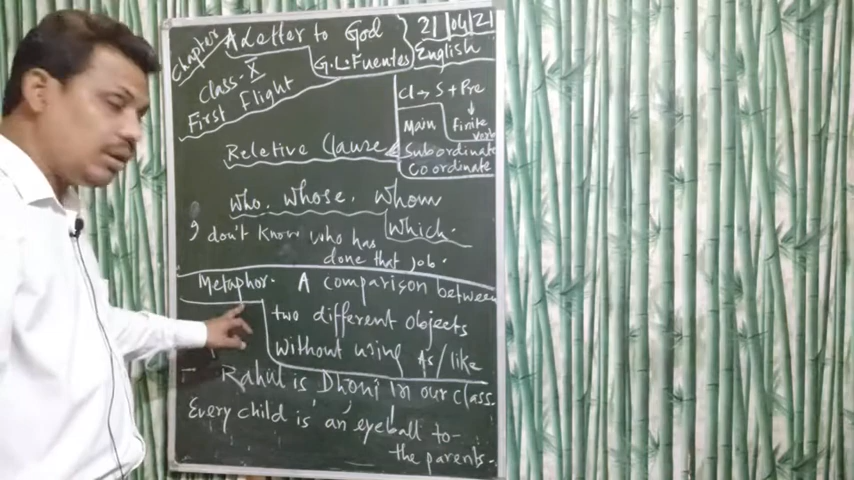 Chapter A Letter to God
G.L. Fuentes
21/04/21
English
Class-X
First Flight
Cl → S + Pre
Main Finite verb
Subordinate
Coordinate
Reletive Clause
Who, Whose, Whom
Which.
I don't know who has
done that job.
Metaphor. A comparison between
two different objects
without using As/like
- Rahul is Dhoni in our class.
Every child is an eyeball to-
the parents.